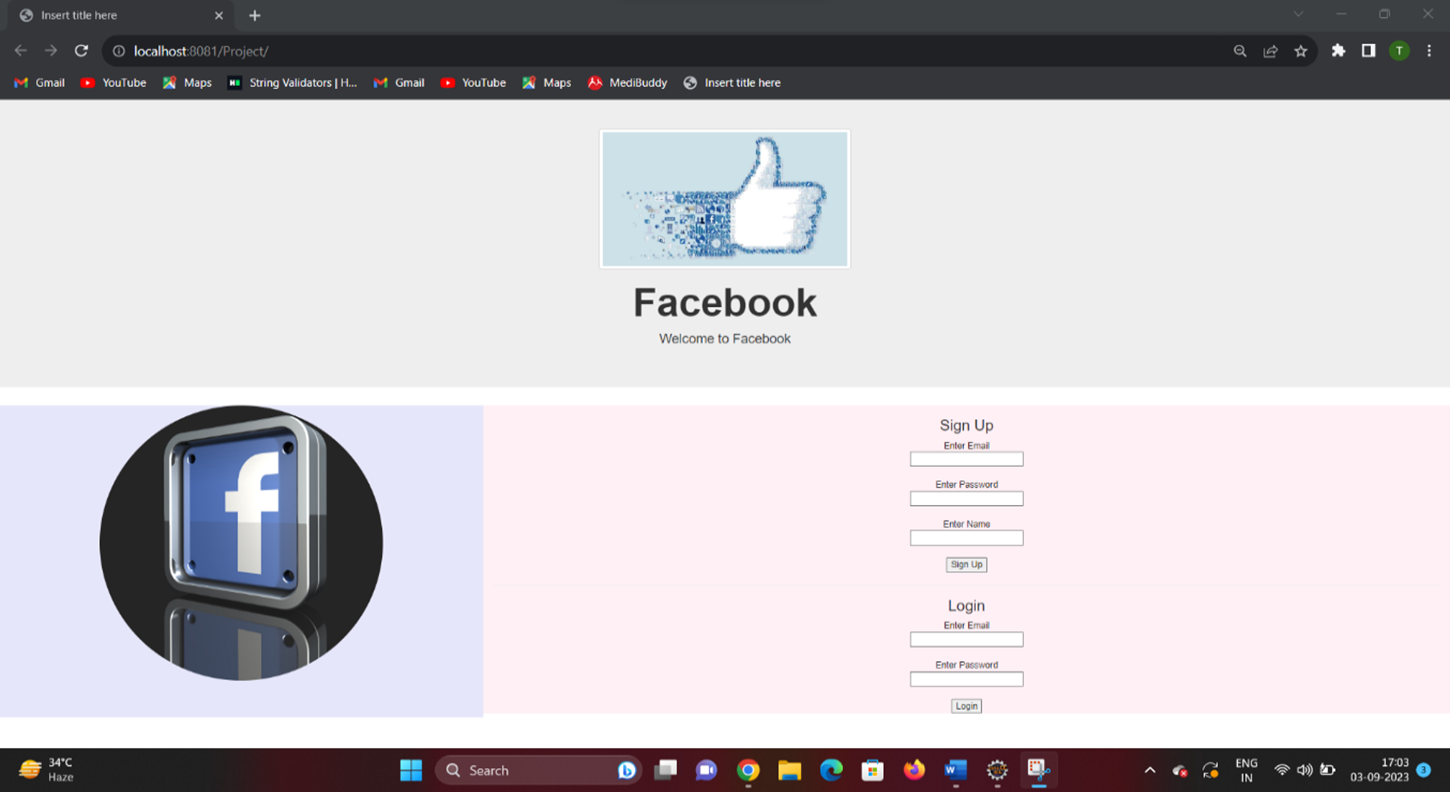 Insert title here
localhost:8081/Project/
T
Gmail YouTube Maps String Validators | H... Gmail YouTube Maps MediBuddy Insert title here
Facebook
Welcome to Facebook
f
Sign Up
Enter Email
Enter Password
Enter Name
Sign Up
Login
Enter Email
Enter Password
Login
34°C
Haze
Search
ENG
IN
17:03
03-09-2023
3